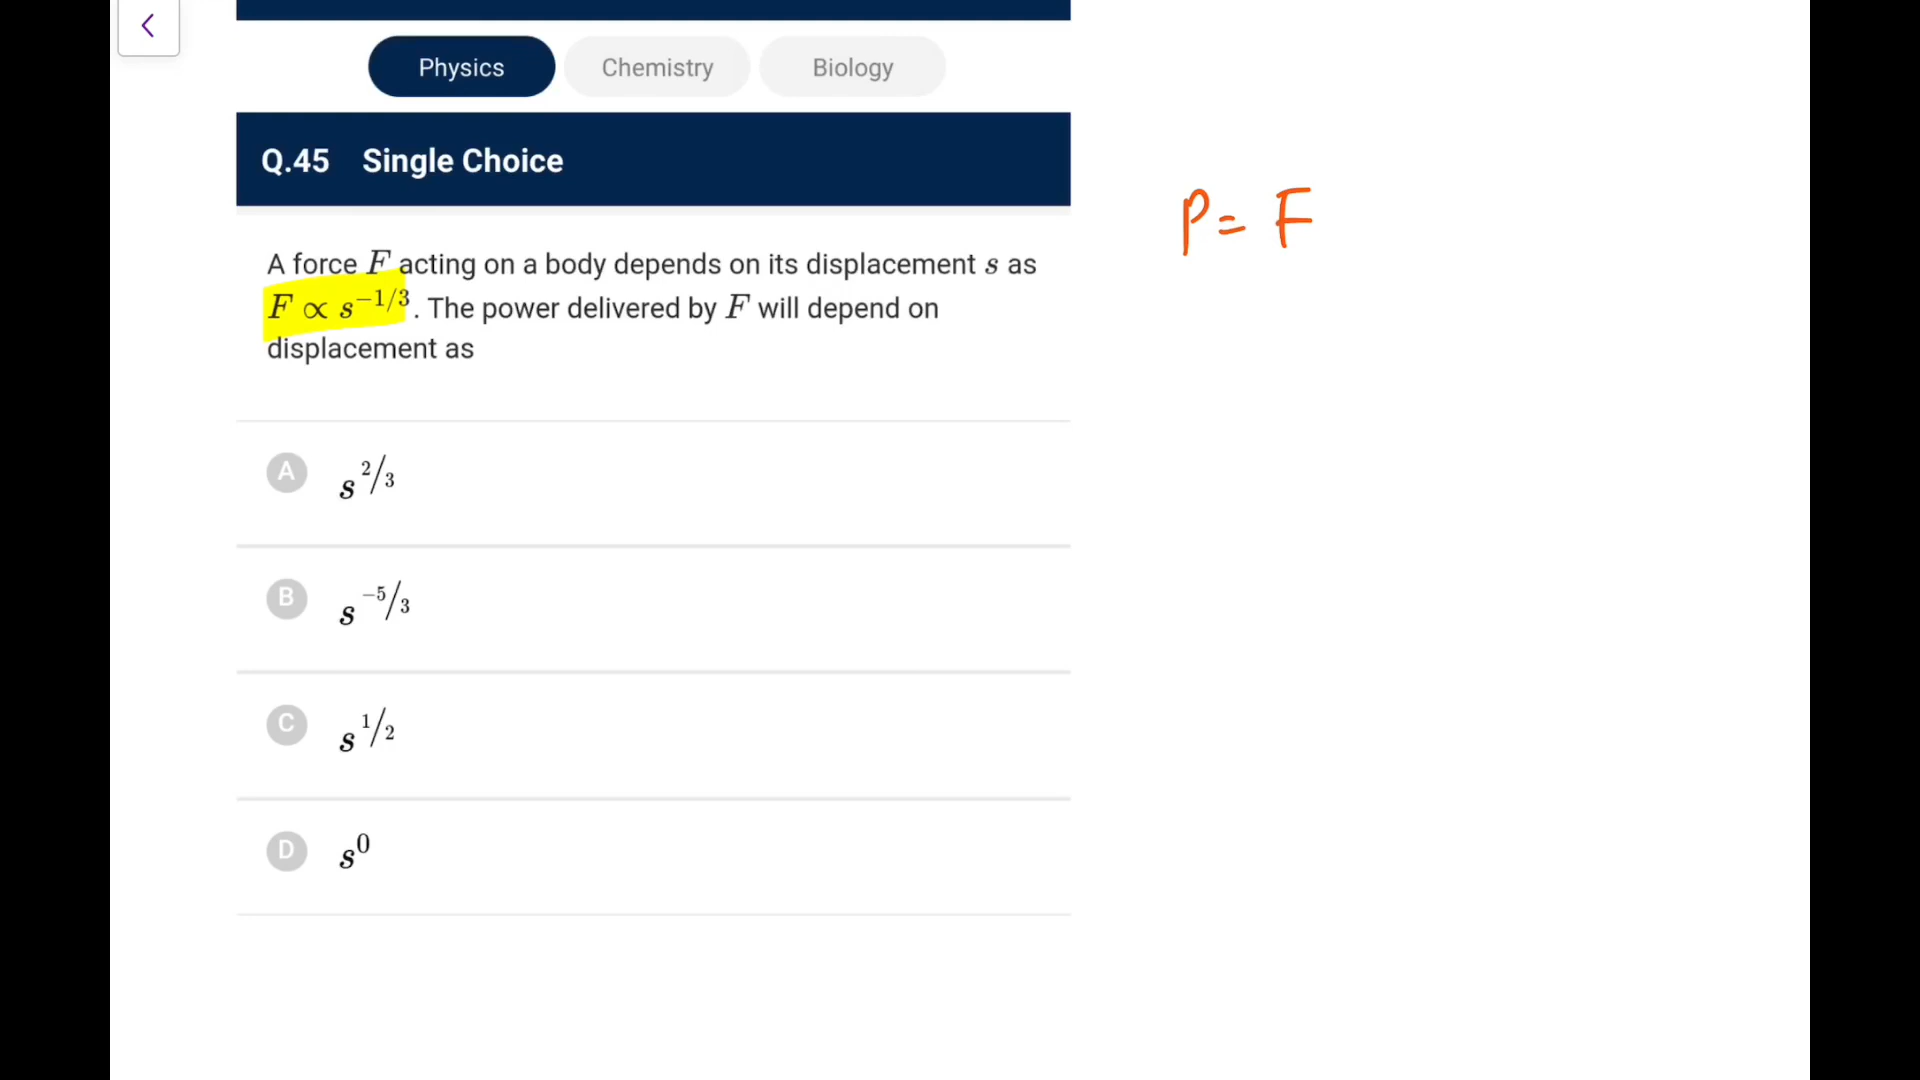 Physics Chemistry Biology
Q.45 Single Choice
A force F acting on a body depends on its displacement s as
F ∝ s^{-1/3}. The power delivered by F will depend on
displacement as
A s^{2/3}
B s^{-5/3}
C s^{1/2}
D s^0
P= F